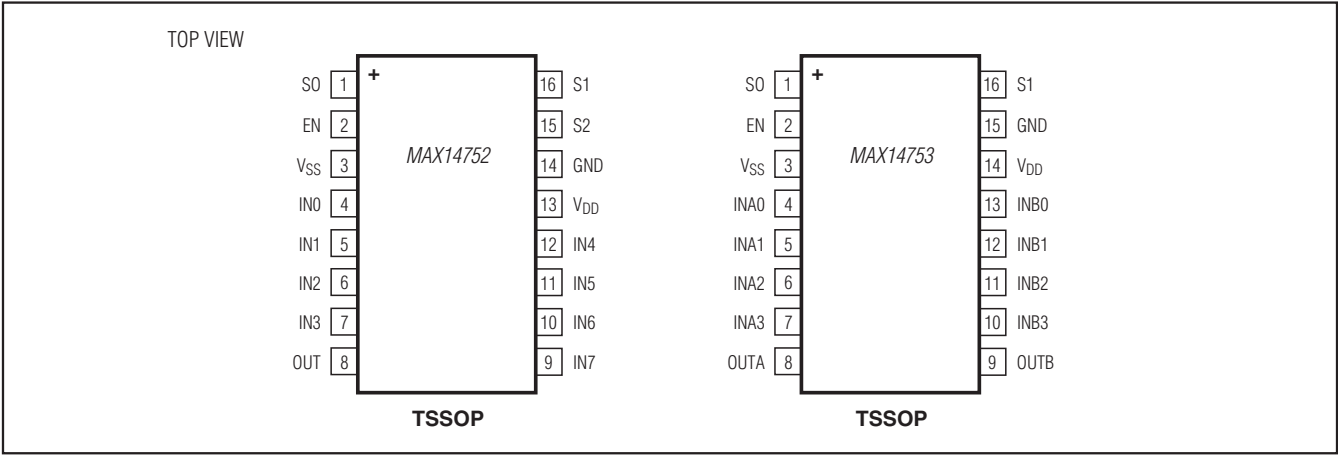 TOP VIEW
S0 1 + 16 S1
EN 2 15 S2
VSS 3 MAX14752 14 GND
IN0 4 13 VDD
IN1 5 12 IN4
IN2 6 11 IN5
IN3 7 10 IN6
OUT 8 9 IN7
TSSOP
S0 1 + 16 S1
EN 2 15 GND
VSS 3 MAX14753 14 VDD
INA0 4 13 INB0
INA1 5 12 INB1
INA2 6 11 INB2
INA3 7 10 INB3
OUTA 8 9 OUTB
TSSOP